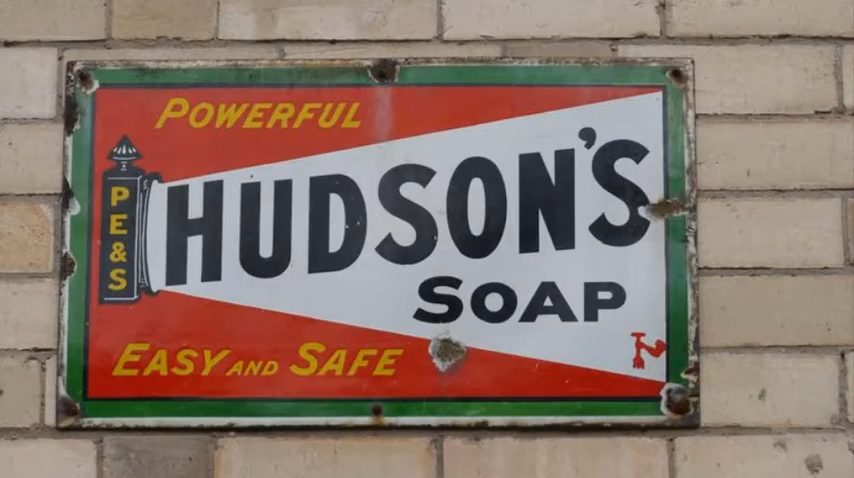 POWERFUL
PE&S
HUDSON'S
SOAP
EASY AND SAFE